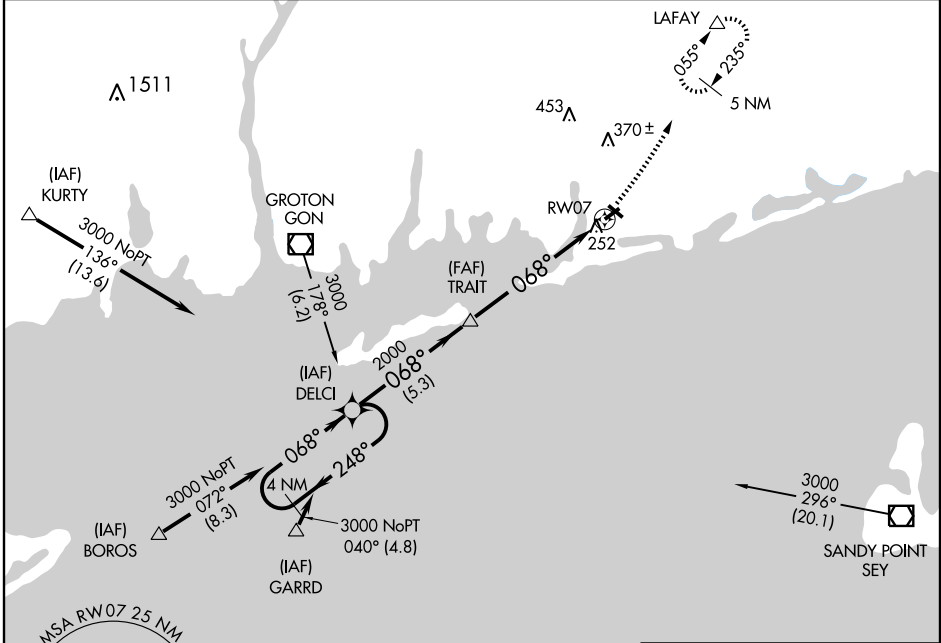 LAFAY
055°
235°
5 NM
1511
453
370 ±
(IAF)
KURTY
3000 NoPT
136°
(13.6)
GROTON
GON
3000
178°
(6.2)
RW07
252
068°
(FAF)
TRAIT
2000
068°
(5.3)
(IAF)
DELCI
068°
248°
4 NM
3000 NoPT
072°
(8.3)
(IAF)
BOROS
3000 NoPT
040° (4.8)
(IAF)
GARRD
3000
296°
(20.1)
SANDY POINT
SEY
MSA RW07 25 NM